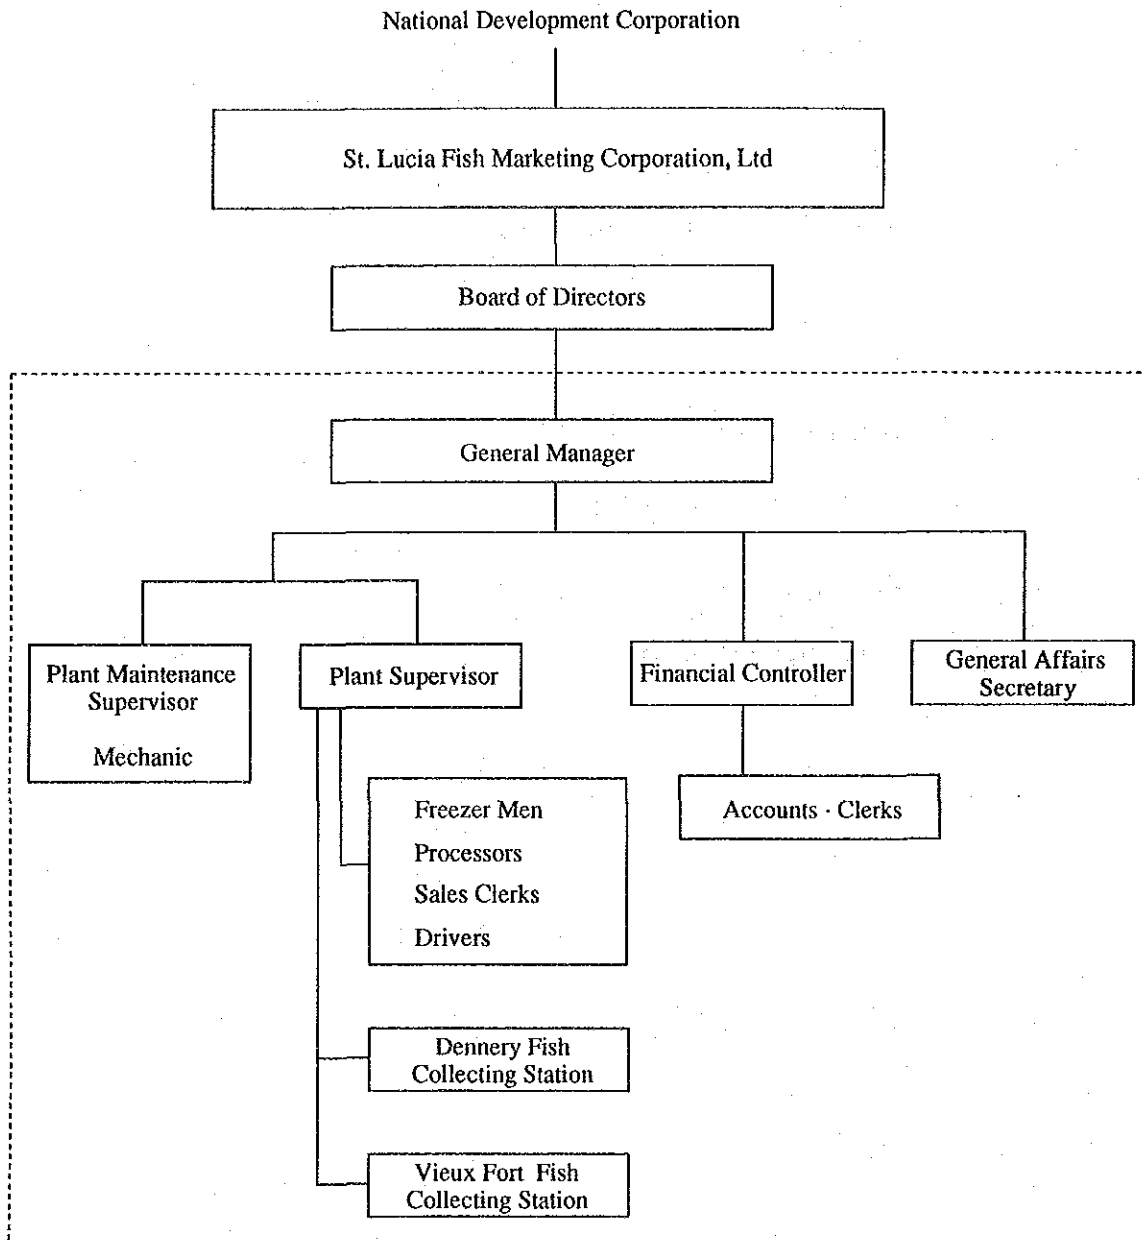 National Development Corporation
St. Lucia Fish Marketing Corporation, Ltd
Board of Directors
General Manager
Plant Maintenance
Supervisor
Mechanic
Plant Supervisor
Financial Controller
General Affairs
Secretary
Freezer Men
Processors
Sales Clerks
Drivers
Accounts · Clerks
Dennery Fish
Collecting Station
Vieux Fort Fish
Collecting Station